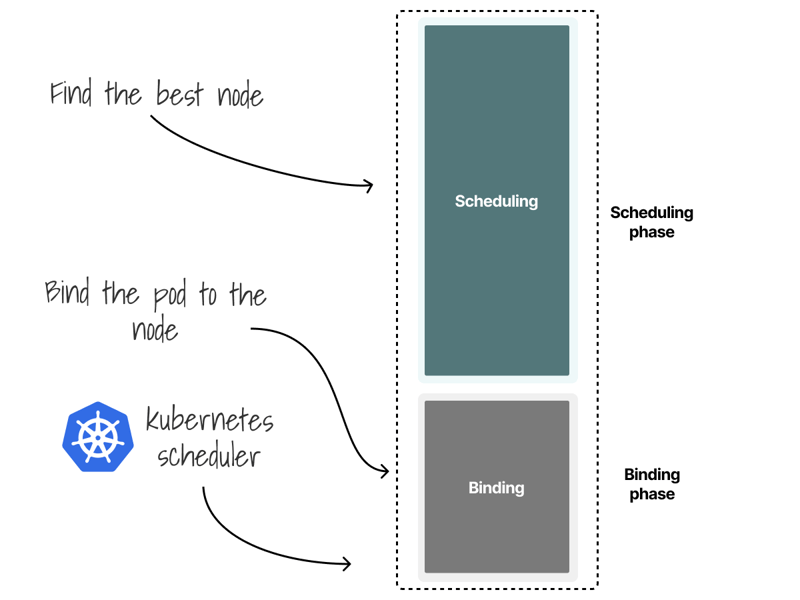 Find the best node
Scheduling
Scheduling
phase
Bind the pod to the
node
kubernetes
scheduler
Binding
Binding
phase